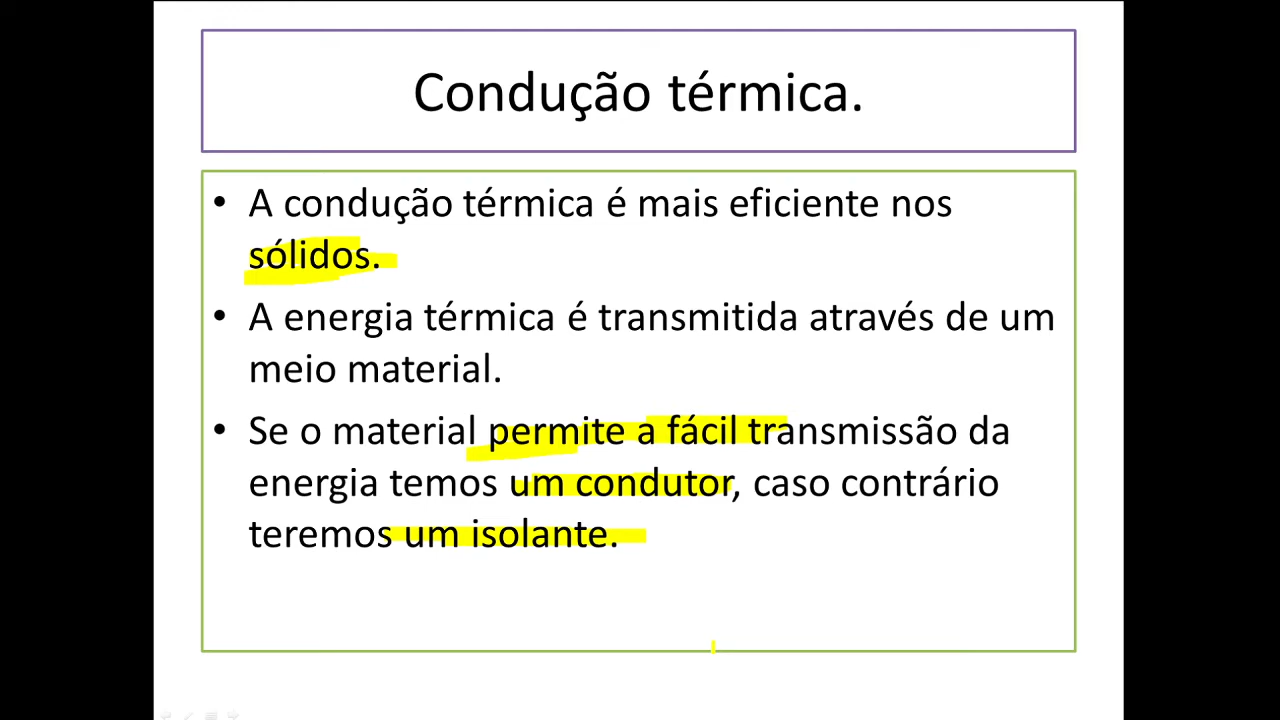 Condução térmica.
• A condução térmica é mais eficiente nos
sólidos.
• A energia térmica é transmitida através de um
meio material.
• Se o material permite a fácil transmissão da
energia temos um condutor, caso contrário
teremos um isolante.